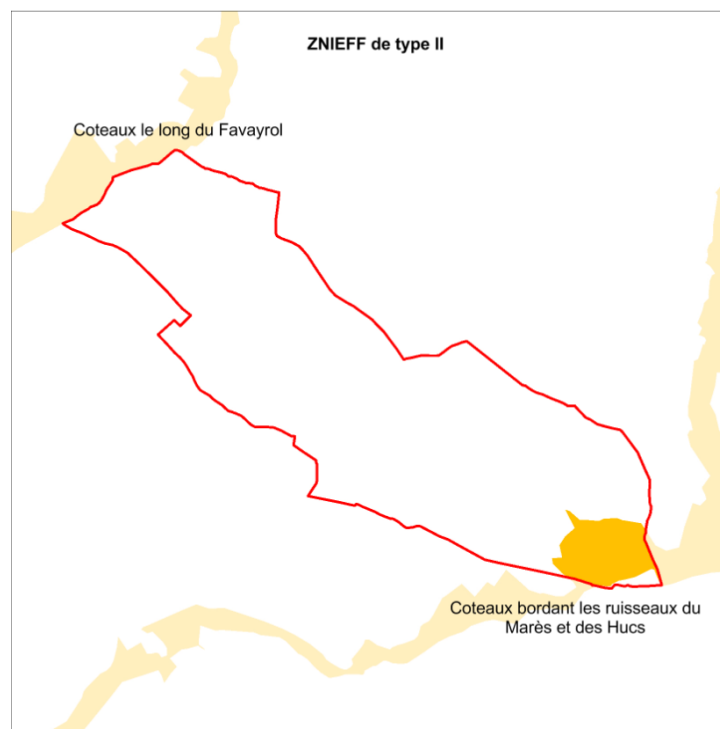 ZNIEFF de type II
Coteaux le long du Favayrol
Coteaux bordant les ruisseaux du
Marès et des Hucs